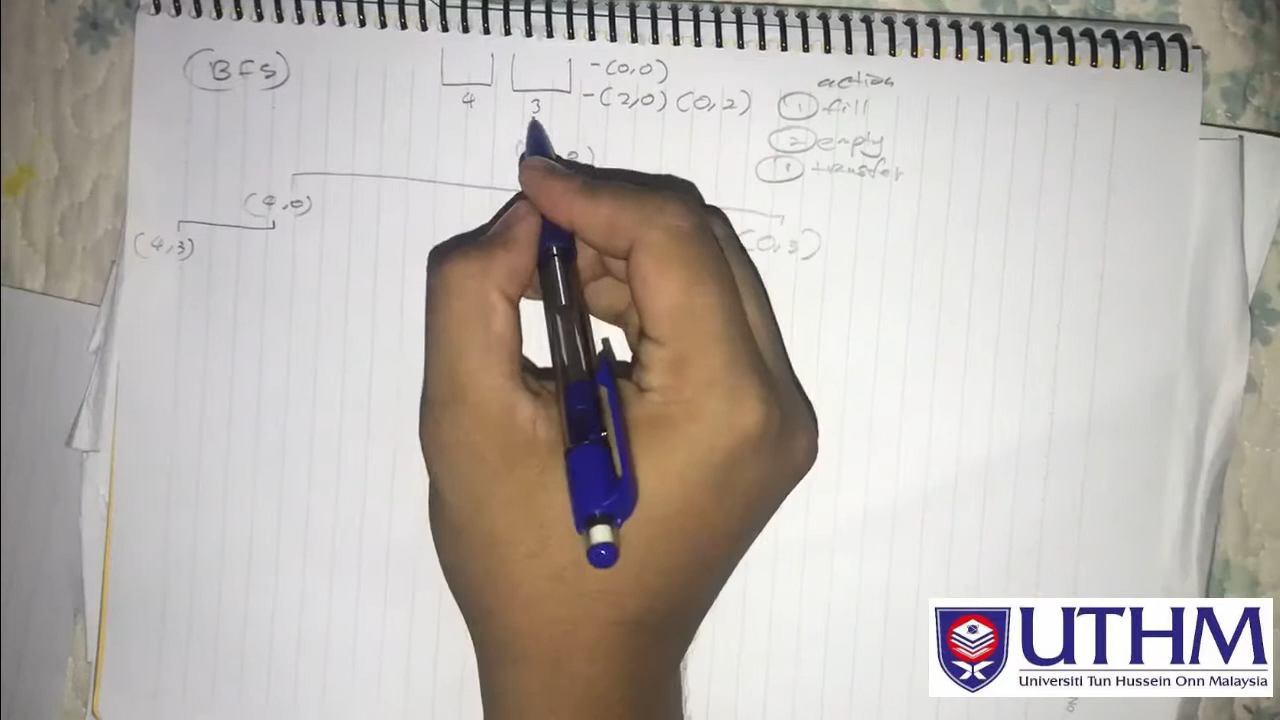 (BFS)
4 3
-(0,0)
-(2,0) (0,2)
action
① fill
② empty
① transfer
(4,0)
(4,3)
(0,3)
UTHM
Universiti Tun Hussein Onn Malaysia